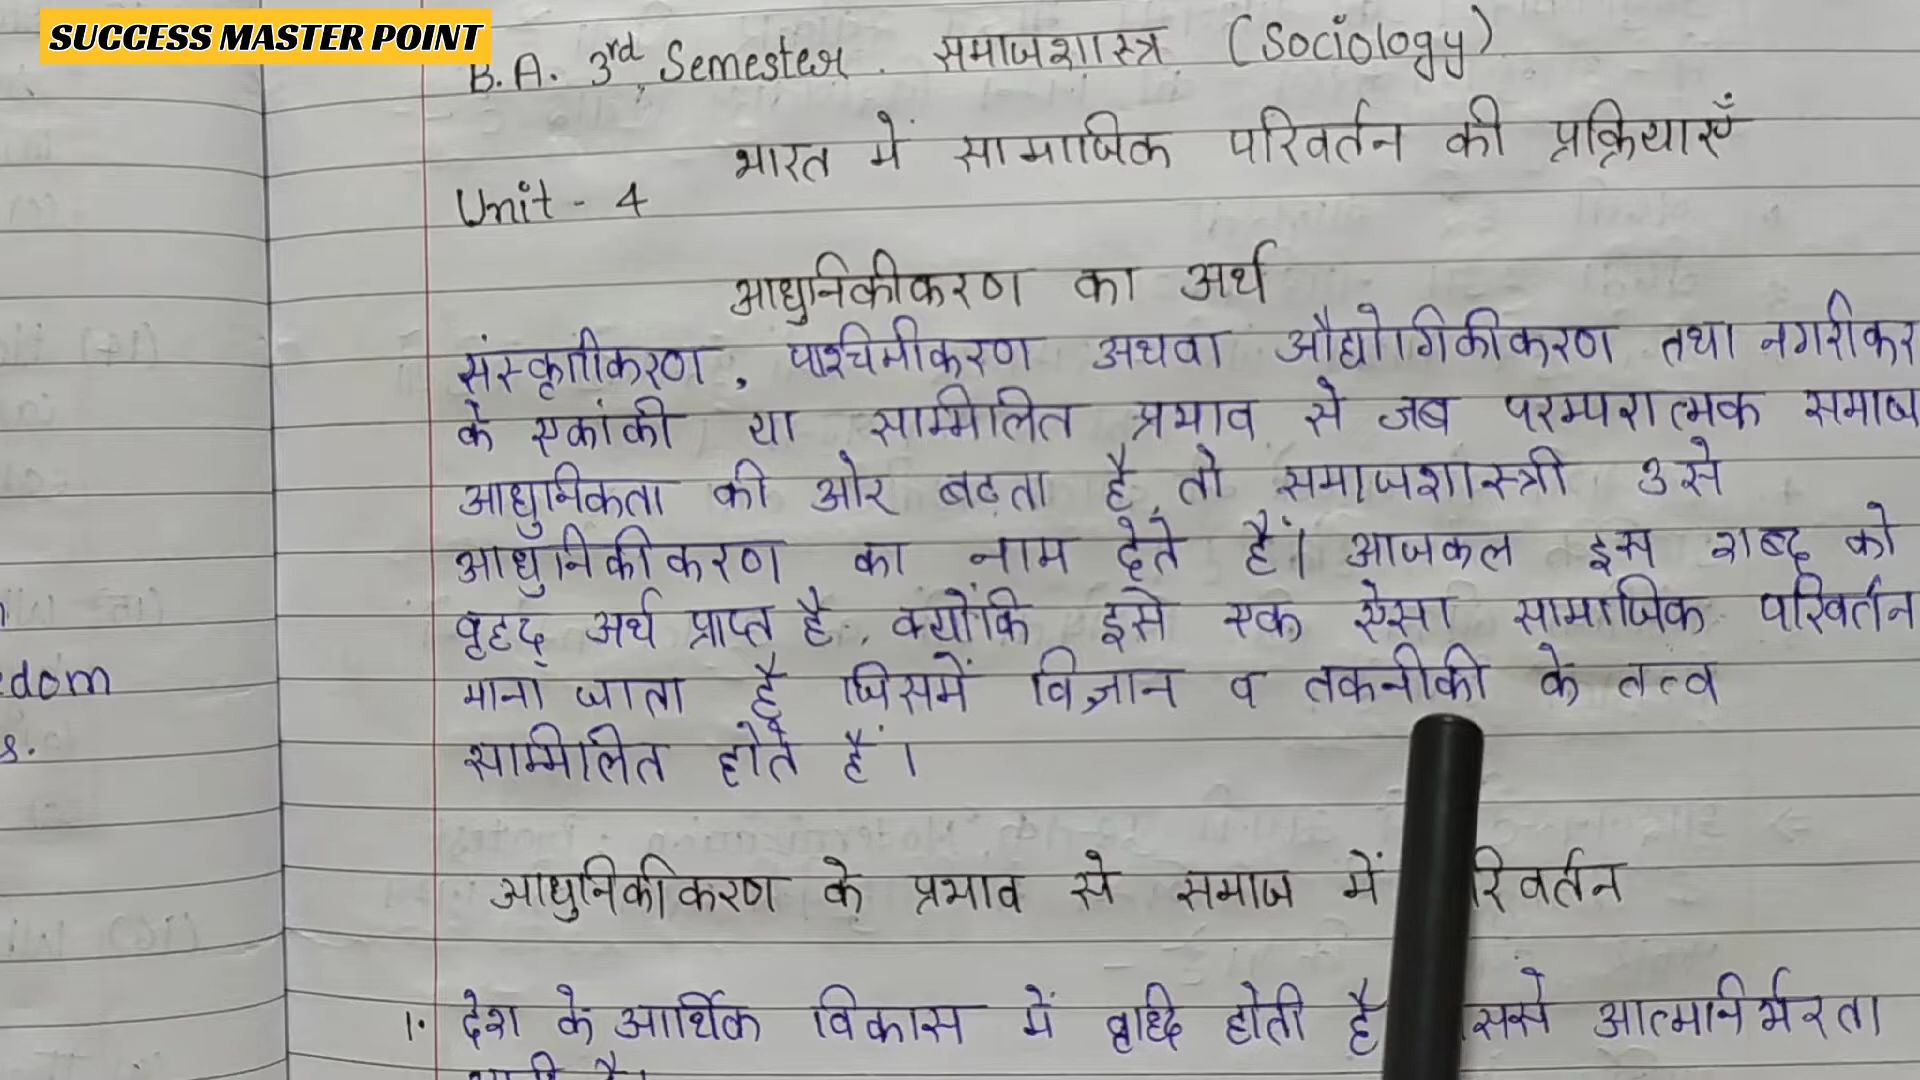 SUCCESS MASTER POINT
B.A. 3rd Semester. समाजशास्त्र (Sociology)
भारत में सामाजिक परिवर्तन की प्रक्रियाएँ
Unit - 4
आधुनिकीकरण का अर्थ
संस्कृतीकरण, पाश्चिमीकरण अथवा औद्योगिकीकरण तथा नगरीकर
के एकांकी या सम्मिलित प्रभाव से जब परम्परात्मक समाज
आधुनिकता की ओर बढ़ता है, तो समाजशास्त्री उसे
आधुनिकीकरण का नाम देते हैं। आजकल इस शब्द को
वृहद् अर्थ प्राप्त है, क्योंकि इसे एक ऐसा सामाजिक परिवर्तन
माना जाता है जिसमें विज्ञान व तकनीकी के तत्व
dom
सम्मिलित होते हैं।
s.
आधुनिकीकरण के प्रभाव से समाज में रिवर्तन
1. देश के आर्थिक विकास में वृद्धि होती है ससे आत्मनिर्भरता